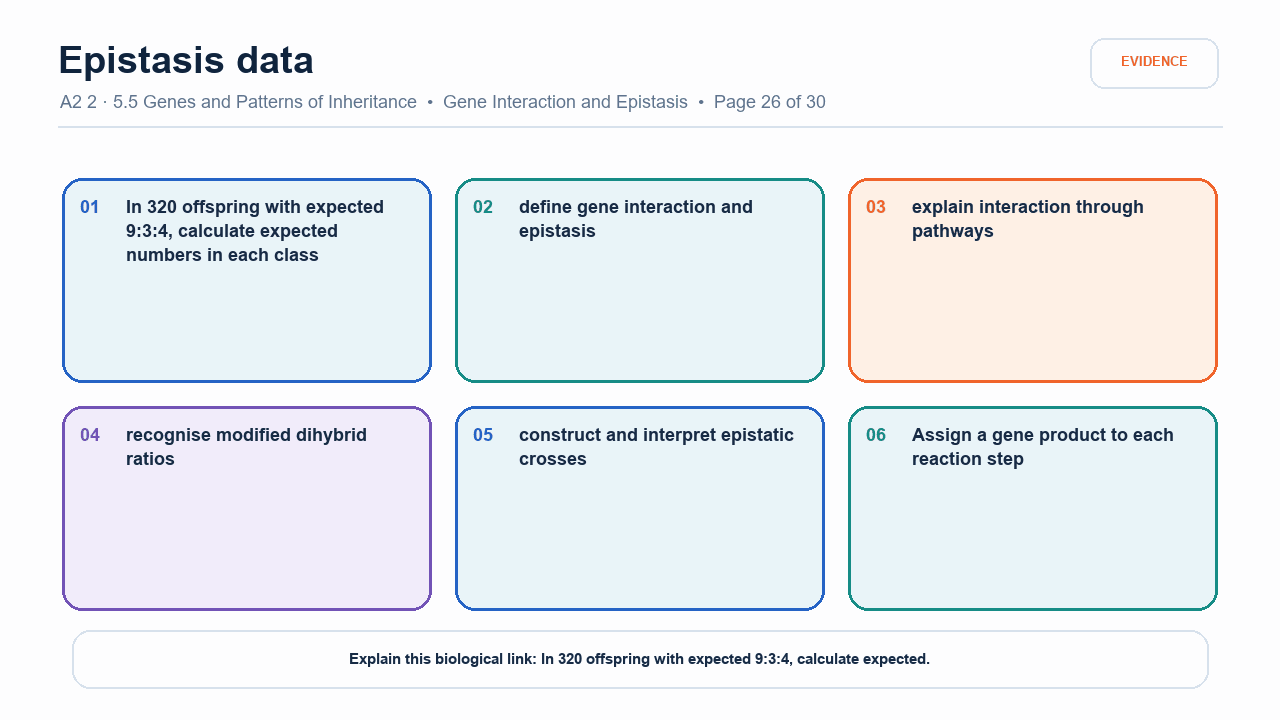 Epistasis data
EVIDENCE
A2 2 · 5.5 Genes and Patterns of Inheritance • Gene Interaction and Epistasis • Page 26 of 30
01 In 320 offspring with expected
9:3:4, calculate expected
numbers in each class
02 define gene interaction and
epistasis
03 explain interaction through
pathways
04 recognise modified dihybrid
ratios
05 construct and interpret epistatic
crosses
06 Assign a gene product to each
reaction step
Explain this biological link: In 320 offspring with expected 9:3:4, calculate expected.